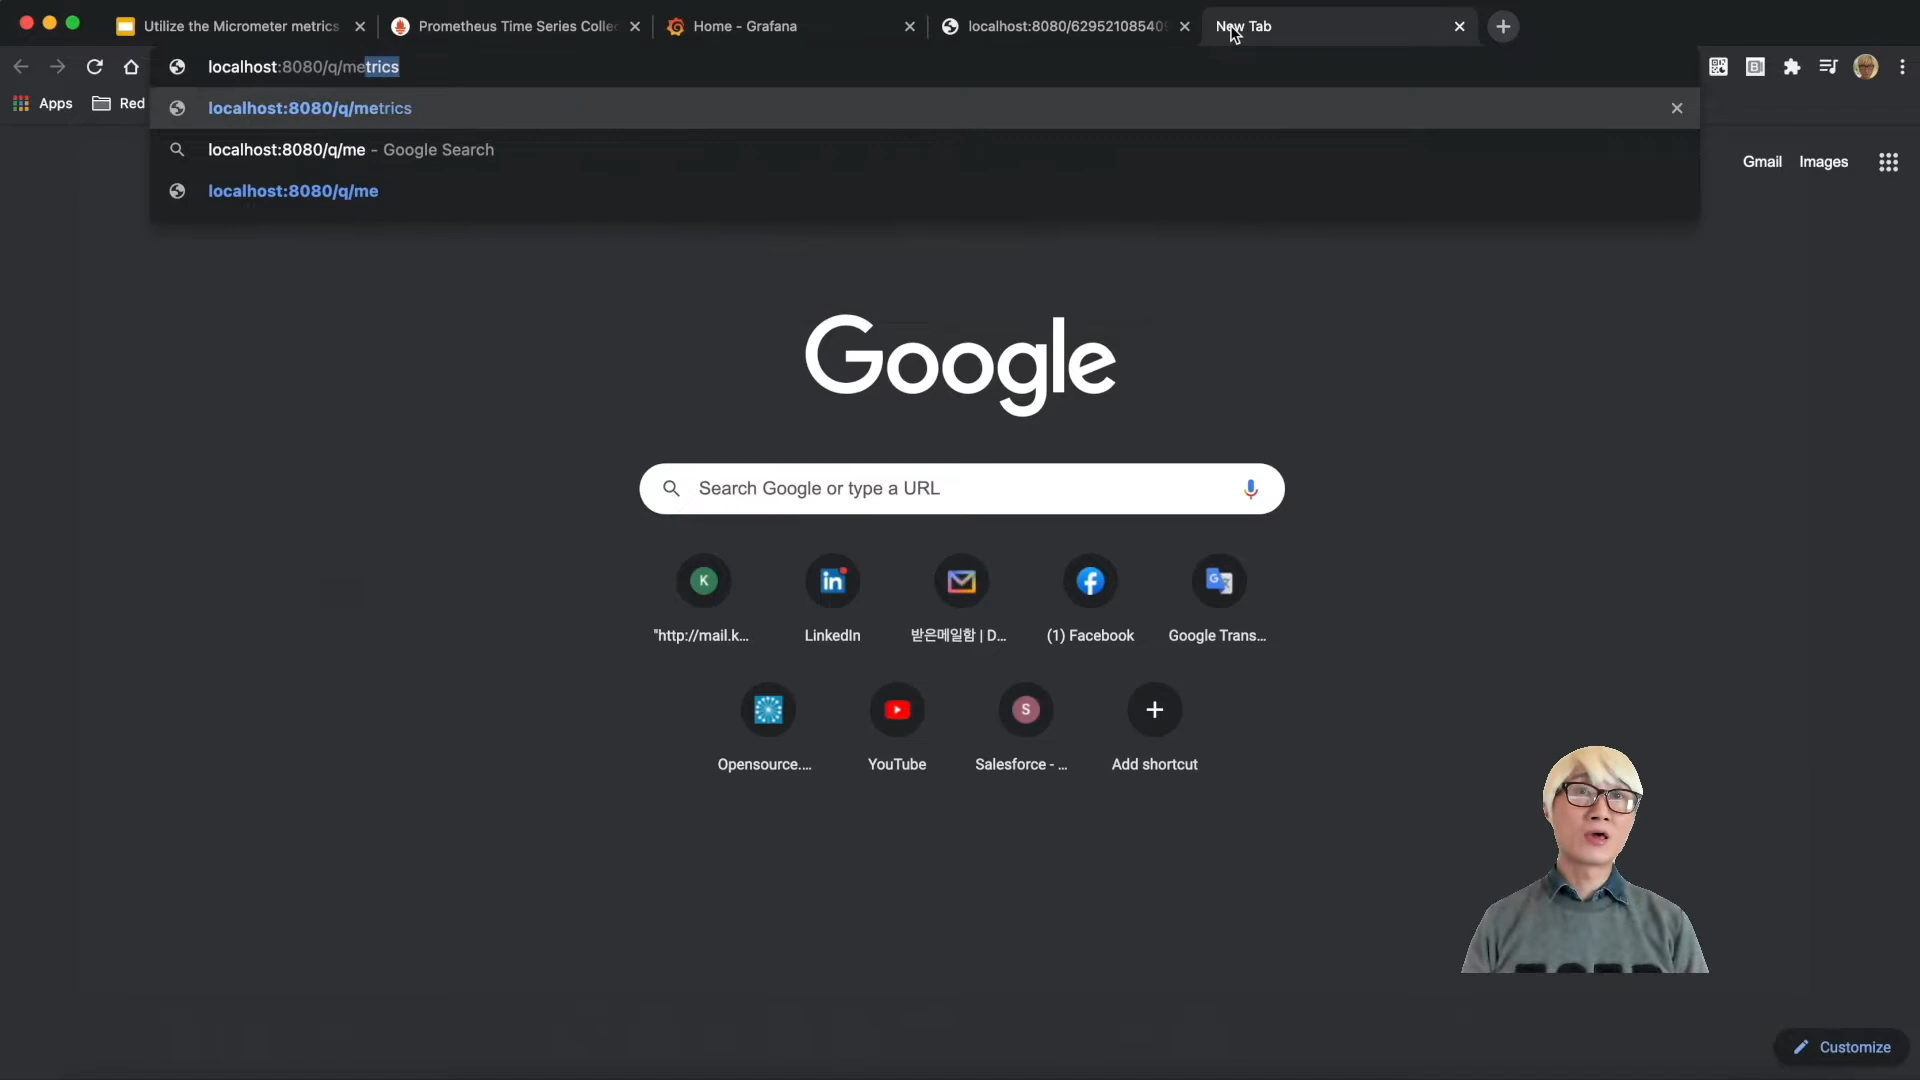 Utilize the Micrometer metrics
Prometheus Time Series Colle
Home - Grafana
localhost:8080/629521085409
New Tab
localhost:8080/q/metrics
Apps
Red
localhost:8080/q/metrics
localhost:8080/q/me - Google Search
localhost:8080/q/me
Gmail
Images
Google
Search Google or type a URL
K
"http://mail.k...
LinkedIn
받은메일함 | D...
(1) Facebook
Google Trans...
Opensource....
YouTube
S
Salesforce - ...
Add shortcut
Customize